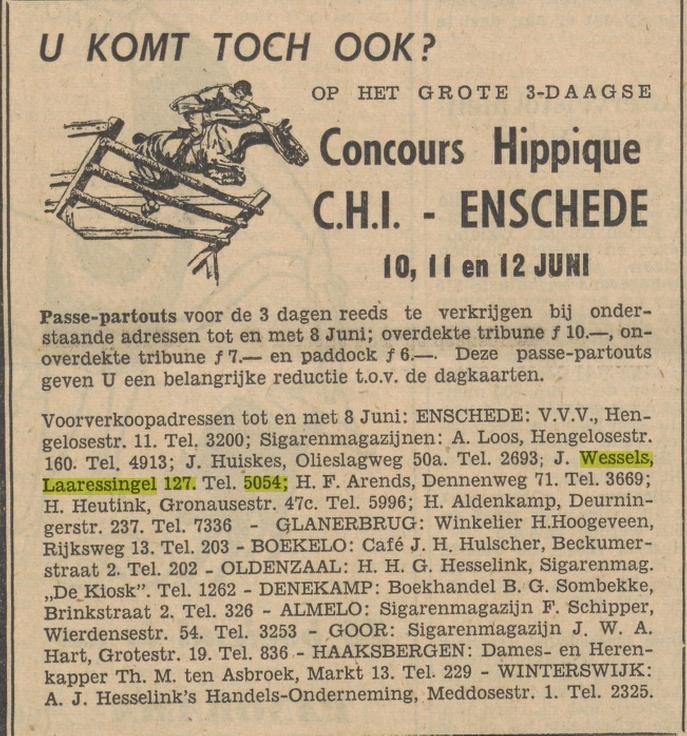 U KOMT TOCH OOK?
OP HET GROTE 3-DAAGSE
Concours Hippique
C.H.I. - ENSCHEDE
10, 11 en 12 JUNI
Passe-partouts voor de 3 dagen reeds te verkrijgen bij onder-
staande adressen tot en met 8 Juni; overdekte tribune ƒ 10.—, on-
overdekte tribune ƒ 7.— en paddock ƒ 6.—. Deze passe-partouts
geven U een belangrijke reductie t.o.v. de dagkaarten.
Voorverkoopadressen tot en met 8 Juni: ENSCHEDE: V.V.V., Hen-
gelosestr. 11. Tel. 3200; Sigarenmagazijnen: A. Loos, Hengelosestr.
160. Tel. 4913; J. Huiskes, Olieslagweg 50a. Tel. 2693; J. Wessels,
Laaressingel 127. Tel. 5054; H. F. Arends, Dennenweg 71. Tel. 3669;
H. Heutink, Gronausestr. 47c. Tel. 5996; H. Aldenkamp, Deurnin-
gerstr. 237. Tel. 7336 - GLANERBRUG: Winkelier H.Hoogeveen,
Rijksweg 13. Tel. 203 - BOEKELO: Café J. H. Hulscher, Beckumer-
straat 2. Tel. 202 - OLDENZAAL: H. H. G. Hesselink, Sigarenmag.
„De Kiosk”. Tel. 1262 - DENEKAMP: Boekhandel B. G. Sombekke,
Brinkstraat 2. Tel. 326 - ALMELO: Sigarenmagazijn F. Schipper,
Wierdensestr. 54. Tel. 3253 - GOOR: Sigarenmagazijn J. W. A.
Hart, Grotestr. 19. Tel. 836 - HAAKSBERGEN: Dames- en Heren-
kapper Th. M. ten Asbroek, Markt 13. Tel. 229 - WINTERSWIJK:
A. J. Hesselink's Handels-Onderneming, Meddosestr. 1. Tel. 2325.